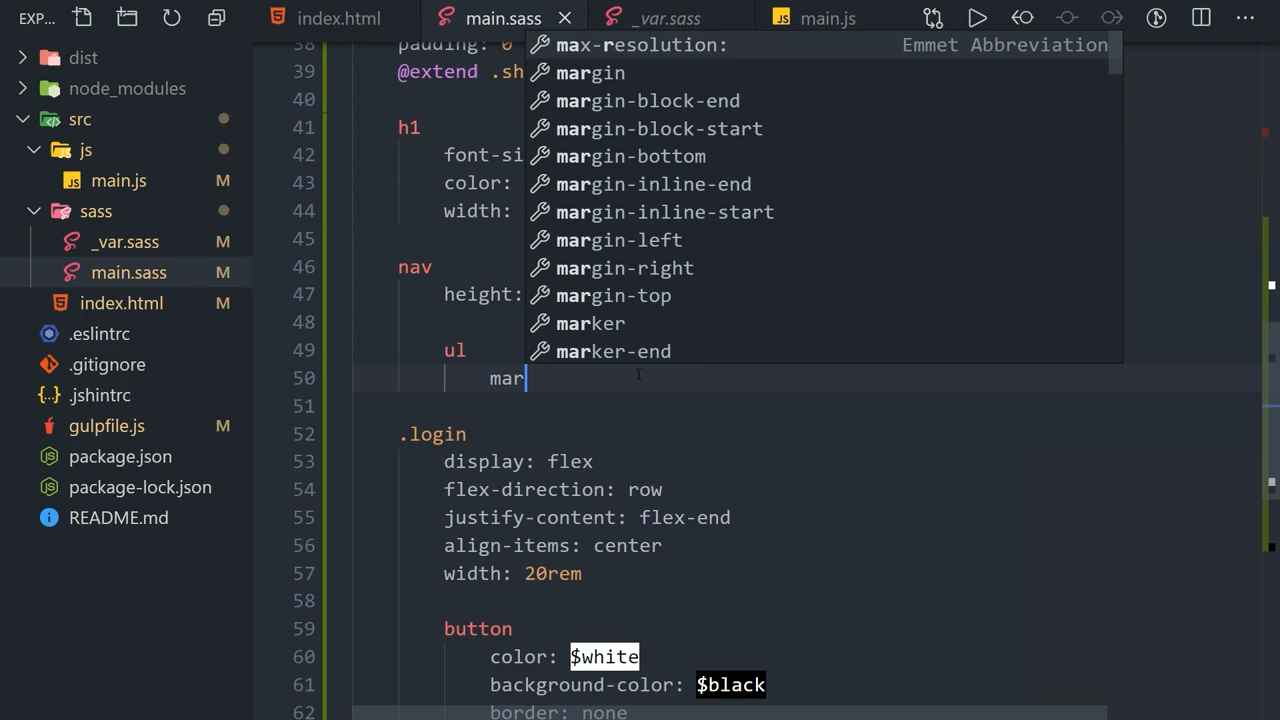 EXP...
index.html
main.sass
_var.sass
main.js
dist
node_modules
src
js
main.js M
sass
_var.sass M
main.sass M
index.html M
.eslintrc
.gitignore
.jshintrc
gulpfile.js M
package.json
package-lock.json
README.md
38 padding: 0
39 @extend .sh
40
41 h1
42 font-si
43 color:
44 width:
45
46 nav
47 height:
48
49 ul
50 mar
51
52 .login
53 display: flex
54 flex-direction: row
55 justify-content: flex-end
56 align-items: center
57 width: 20rem
58
59 button
60 color: $white
61 background-color: $black
62 border: none
max-resolution: Emmet Abbreviation
margin
margin-block-end
margin-block-start
margin-bottom
margin-inline-end
margin-inline-start
margin-left
margin-right
margin-top
marker
marker-end